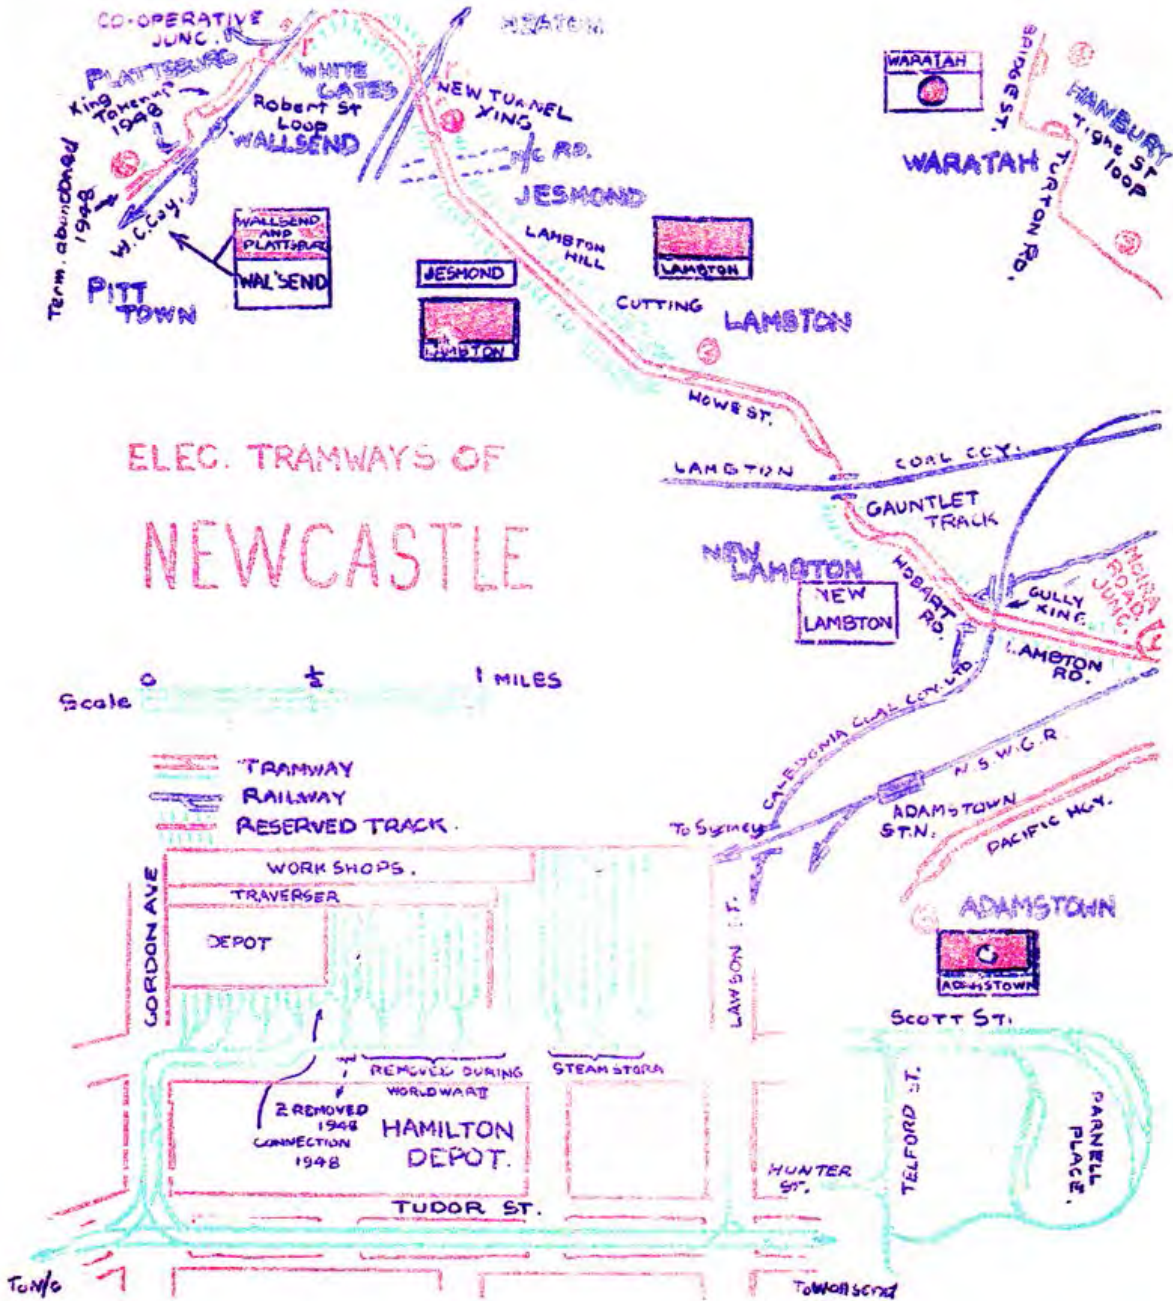 CO-OPERATIVE
JUNC.
HEATON
PLATTSBURG
WHITE
GATES
NEW TUNNEL
XING
King
Taken up
1948
Robert St
Loop
WALLSEND
N/C RD.
JESMOND
Term. abandoned
1948
W.C.Coy.
WALLSEND
AND
PLATTSBURG
WAL'SEND
PITT
TOWN
JESMOND
LAMBTON
LAMBTON
HILL
LAMBTON
CUTTING
LAMBTON
HOWE ST.
WARATAH
BRIDGE ST.
HANBURY
Tighe St
loop
WARATAH
TURTON RD.
ELEC. TRAMWAYS OF
NEWCASTLE
LAMBTON
COAL COY.
GAUNTLET
TRACK
NEW
LAMBTON
NEW
LAMBTON
HOBART
RD.
GULLY
XING.
MOIRA
ROAD
JUNC.
LAMBTON
RD.
Scale
0
½
1 MILES
CALEDONIA COAL COY. LTD.
N.S.W.G.R.
TRAMWAY
RAILWAY
RESERVED TRACK.
To Sydney
ADAMSTOWN
STN.
PACIFIC HGY.
ADAMSTOWN
ADAMSTOWN
GORDON AVE
WORKSHOPS.
TRAVERSER
DEPOT
LAWSON ST.
REMOVED DURING
WORLD WAR II
STEAM STORA
2 REMOVED
1948
CONNECTION
1948
HAMILTON
DEPOT.
TUDOR ST.
To N/C
To Wallsend
SCOTT ST.
TELFORD ST.
PARNELL
PLACE.
HUNTER
ST.